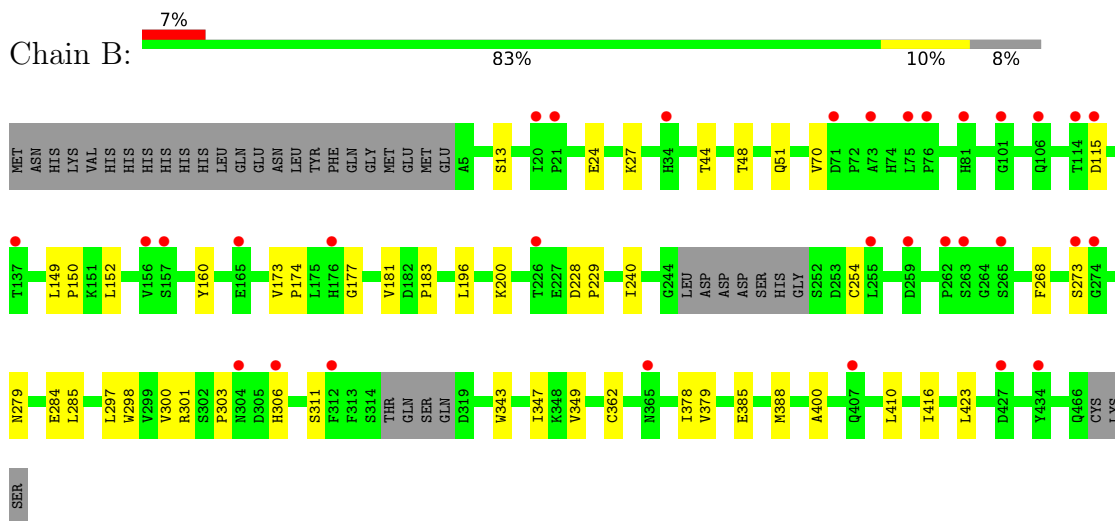 7%
Chain B:
83% 10% 8%
MET ASN HIS LYS VAL HIS HIS HIS HIS HIS HIS LEU GLN GLU ASN LEU TYR PHE GLN GLY MET GLU MET GLU A5 S13 I20 P21 E24 K27 H34 T44 T48 Q51 V70 D71 P72 A73 H74 L75 P76 H81 G101 Q106 T114 D115
T137 L149 P150 K151 L152 V156 S157 Y160 E165 V173 P174 L175 H176 G177 V181 D182 P183 L196 K200 T226 E227 D228 P229 I240 G244 LEU ASP ASP ASP SER HIS GLY S252 D253 C254 L255 D259 P262 S263 G264 S265 F268 S273 G274
N279 E284 L285 L297 W298 V299 V300 R301 S302 P303 N304 D305 H306 S311 F312 F313 S314 THR GLN SER GLN D319 W343 I347 K348 V349 C362 N365 I378 V379 E385 M388 A400 Q407 L410 I416 L423 D427 Y434 Q466 CYS LYS
SER